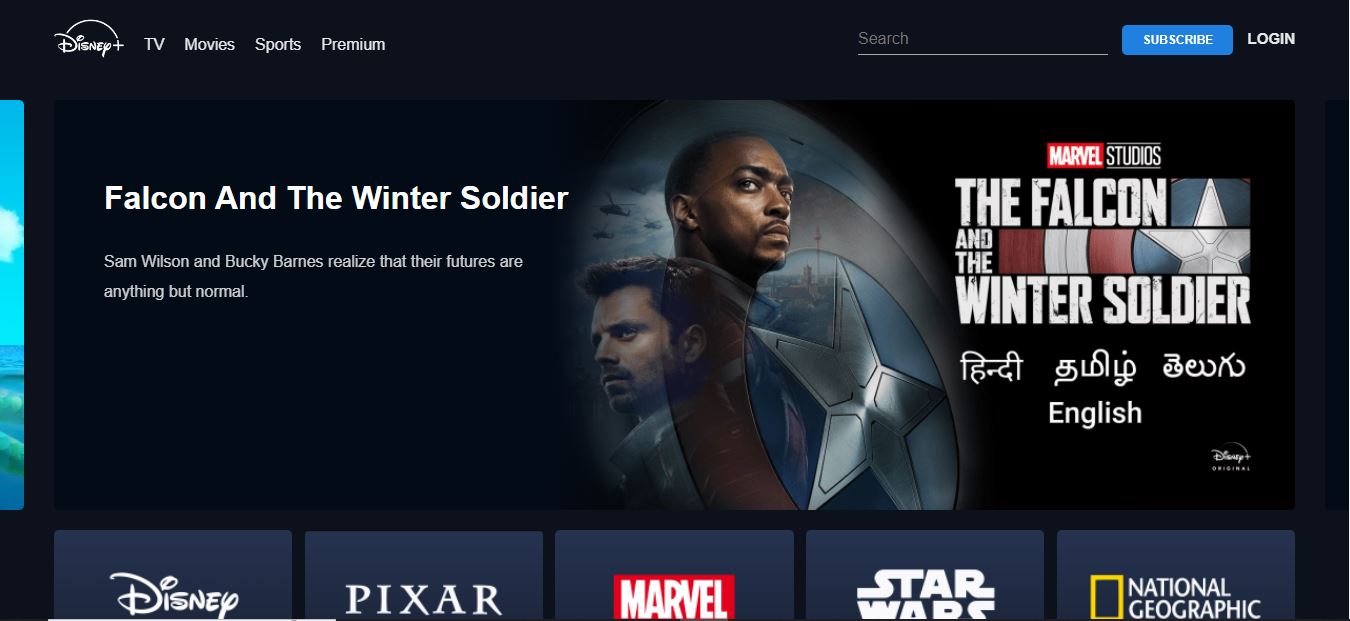 Disney+
TV Movies Sports Premium
Search
SUBSCRIBE
LOGIN
Falcon And The Winter Soldier
Sam Wilson and Bucky Barnes realize that their futures are
anything but normal.
MARVEL STUDIOS
THE FALCON
AND
THE
WINTER SOLDIER
हिन्दी தமிழ் తెలుగు
English
Disney+
ORIGINAL
DISNEY
PIXAR
MARVEL
STAR
WARS
NATIONAL
GEOGRAPHIC